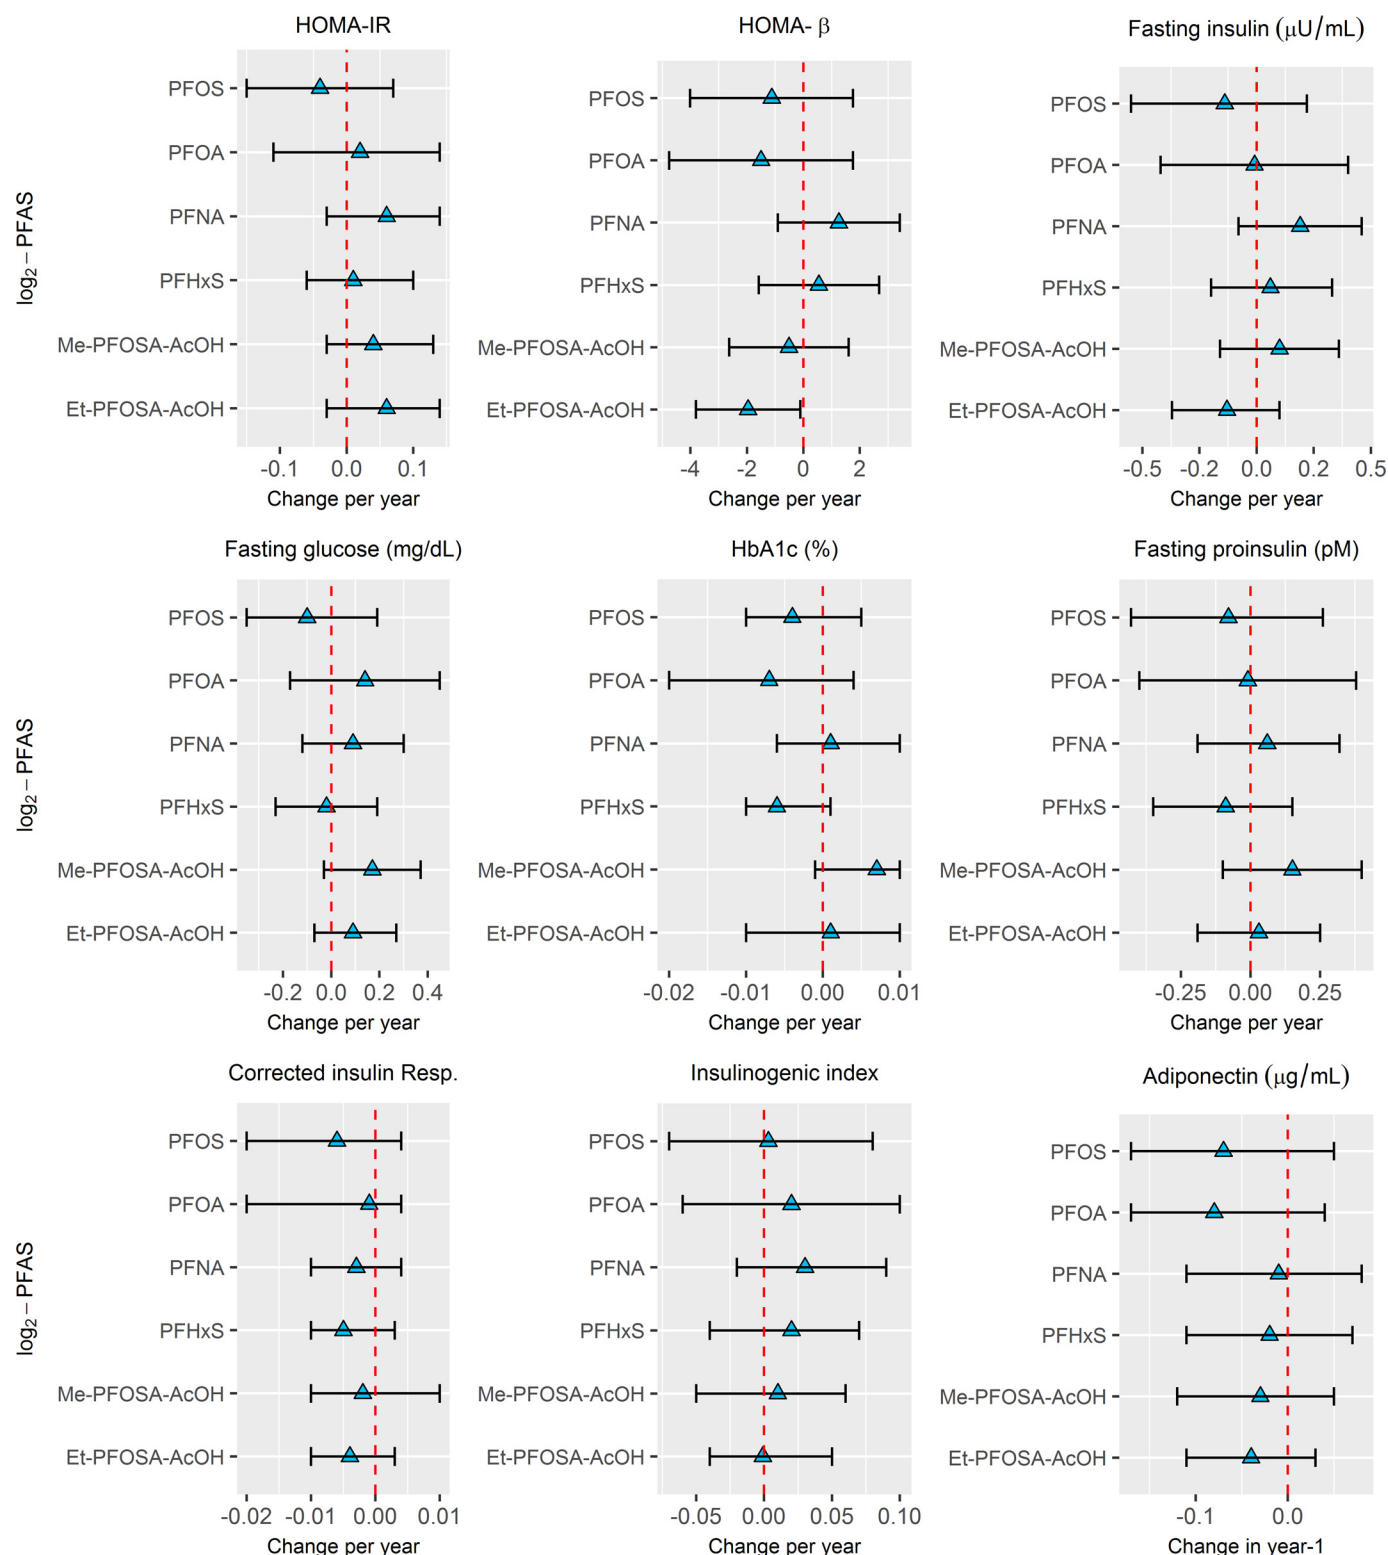 HOMA-IR
HOMA- β
Fasting insulin (μU/mL)
log₂−PFAS
PFOS
PFOA
PFNA
PFHxS
Me-PFOSA-AcOH
Et-PFOSA-AcOH
-0.1 0.0 0.1
Change per year
PFOS
PFOA
PFNA
PFHxS
Me-PFOSA-AcOH
Et-PFOSA-AcOH
-4 -2 0 2
Change per year
PFOS
PFOA
PFNA
PFHxS
Me-PFOSA-AcOH
Et-PFOSA-AcOH
-0.5 -0.2 0.0 0.2 0.5
Change per year
Fasting glucose (mg/dL)
HbA1c (%)
Fasting proinsulin (pM)
log₂−PFAS
PFOS
PFOA
PFNA
PFHxS
Me-PFOSA-AcOH
Et-PFOSA-AcOH
-0.2 0.0 0.2 0.4
Change per year
PFOS
PFOA
PFNA
PFHxS
Me-PFOSA-AcOH
Et-PFOSA-AcOH
-0.02 -0.01 0.00 0.01
Change per year
PFOS
PFOA
PFNA
PFHxS
Me-PFOSA-AcOH
Et-PFOSA-AcOH
-0.25 0.00 0.25
Change per year
Corrected insulin Resp.
Insulinogenic index
Adiponectin (μg/mL)
log₂−PFAS
PFOS
PFOA
PFNA
PFHxS
Me-PFOSA-AcOH
Et-PFOSA-AcOH
-0.02 -0.01 0.00 0.01
Change per year
PFOS
PFOA
PFNA
PFHxS
Me-PFOSA-AcOH
Et-PFOSA-AcOH
-0.05 0.00 0.05 0.10
Change per year
PFOS
PFOA
PFNA
PFHxS
Me-PFOSA-AcOH
Et-PFOSA-AcOH
-0.1 0.0
Change in year-1